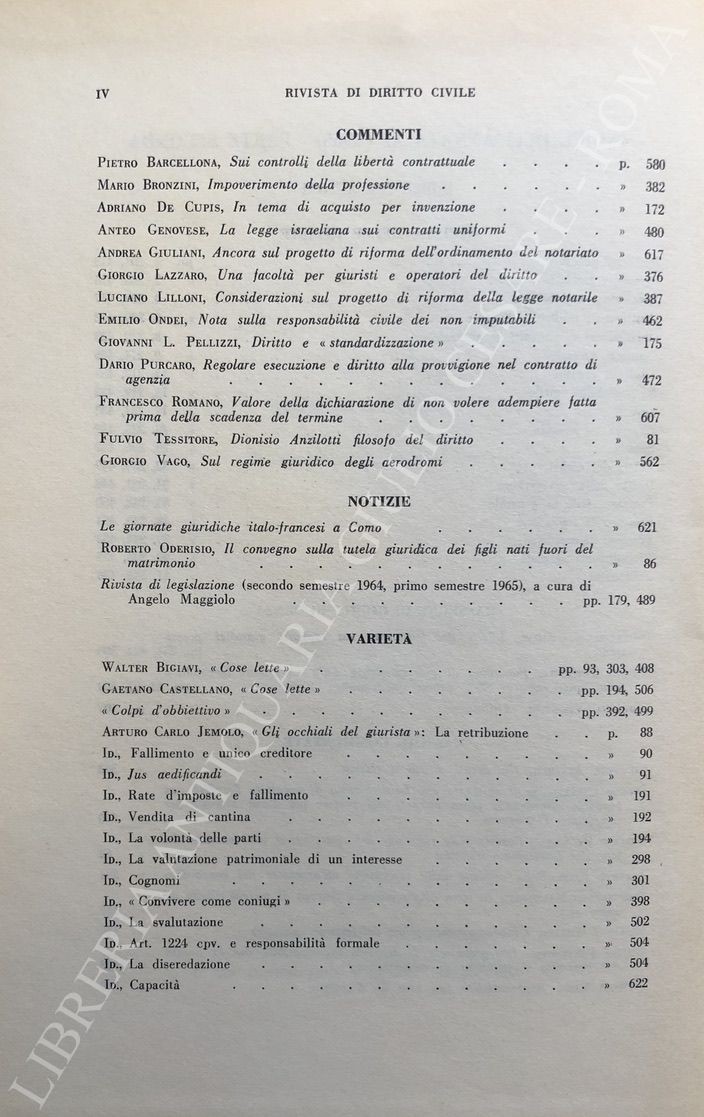 IV RIVISTA DI DIRITTO CIVILE
COMMENTI
PIETRO BARCELLONA, Sui controlli della libertà contrattuale . . . . p. 580
MARIO BRONZINI, Impoverimento della professione . . . . . . » 382
ADRIANO DE CUPIS, In tema di acquisto per invenzione . . . . » 172
ANTEO GENOVESE, La legge israeliana sui contratti uniformi . . . » 480
ANDREA GIULIANI, Ancora sul progetto di riforma dell'ordinamento del notariato » 617
GIORGIO LAZZARO, Una facoltà per giuristi e operatori del diritto . . » 376
LUCIANO LILLONI, Considerazioni sul progetto di riforma della legge notarile » 387
EMILIO ONDEI, Nota sulla responsabilità civile dei non imputabili . . » 462
GIOVANNI L. PELLIZZI, Diritto e « standardizzazione » . . . . . » 175
DARIO PURCARO, Regolare esecuzione e diritto alla provvigione nel contratto di
agenzia . . . . . . . . . . . . . » 472
FRANCESCO ROMANO, Valore della dichiarazione di non volere adempiere fatta
prima della scadenza del termine . . . . . . . . » 607
FULVIO TESSITORE, Dionisio Anzilotti filosofo del diritto . . . . » 81
GIORGIO VAGO, Sul regime giuridico degli aerodromi . . . . . » 562
NOTIZIE
Le giornate giuridiche italo-francesi a Como . . . . . . » 621
ROBERTO ODERISIO, Il convegno sulla tutela giuridica dei figli nati fuori del
matrimonio . . . . . . . . . . . . » 86
Rivista di legislazione (secondo semestre 1964, primo semestre 1965), a cura di
Angelo Maggiolo . . . . . . . . . . pp. 179, 489
VARIETÀ
WALTER BIGIAVI, « Cose lette » . . . . . . . . pp. 93, 303, 408
GAETANO CASTELLANO, « Cose lette » . . . . . . . . pp. 194, 506
« Colpi d'obbiettivo » . . . . . . . . . . . pp. 392, 499
ARTURO CARLO JEMOLO, « Gli occhiali del giurista »: La retribuzione . . p. 88
ID., Fallimento e unico creditore . . . . . . . . . » 90
ID., Jus aedificandi . . . . . . . . . . . . » 91
ID., Rate d'imposte e fallimento . . . . . . . . . » 191
ID., Vendita di cantina . . . . . . . . . . . » 192
ID., La volontà delle parti . . . . . . . . . . . » 194
ID., La valutazione patrimoniale di un interesse . . . . . . » 298
ID., Cognomi . . . . . . . . . . . . . » 301
ID., « Convivere come coniugi » . . . . . . . . . . » 398
ID., La svalutazione . . . . . . . . . . . . » 502
ID., Art. 1224 cpv. e responsabilità formale . . . . . . . » 504
ID., La diseredazione . . . . . . . . . . . . » 504
ID., Capacità . . . . . . . . . . . . . » 622
LIBRERIA ANTIQUARIA GIULIO CESARE - ROMA